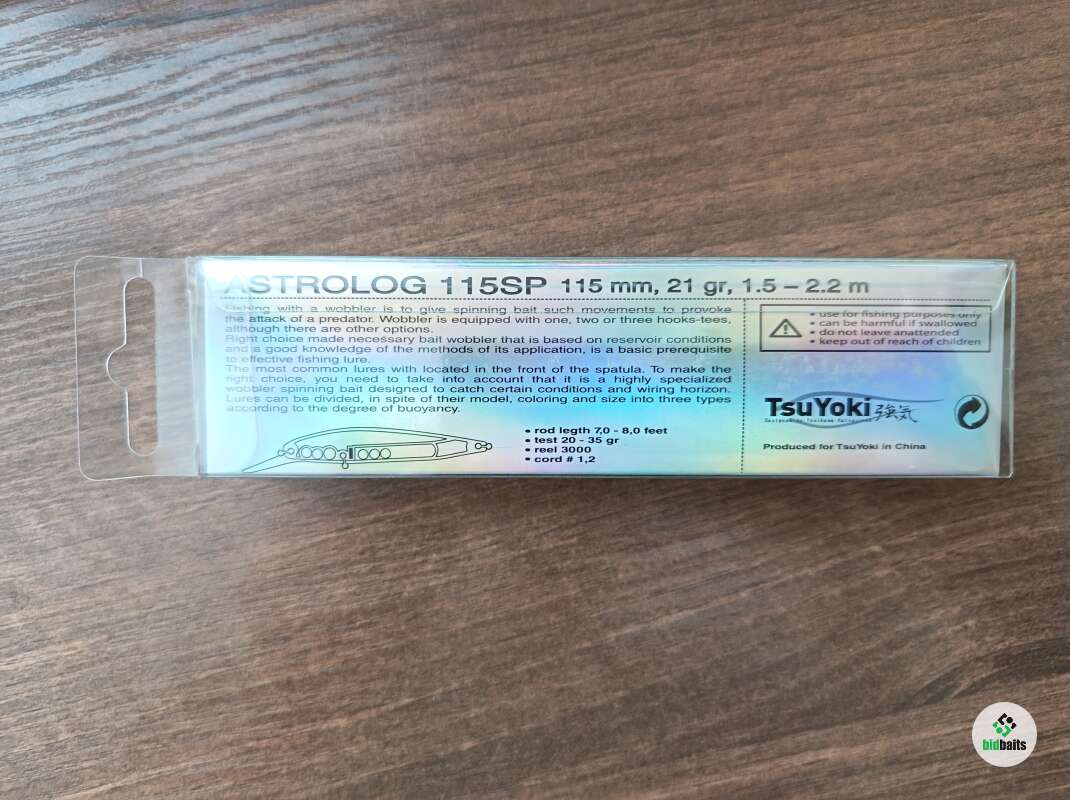 ASTROLOG 115SP 115 mm, 21 gr, 1.5 – 2.2 m
Fishing with a wobbler is to give spinning bait such movements to provoke
the attack of a predator. Wobbler is equipped with one, two or three hooks-tees,
although there are other options.
Right choice made necessary bait wobbler that is based on reservoir conditions
and a good knowledge of the methods of its application, is a basic prerequisite
to effective fishing lure.
The most common lures with located in the front of the spatula. To make the
right choice, you need to take into account that it is a highly specialized
wobbler spinning bait designed to catch certain conditions and wiring horizon.
Lures can be divided, in spite of their model, coloring and size into three types
according to the degree of buoyancy.
• rod legth 7,0 - 8,0 feet
• test 20 - 35 gr
• reel 3000
• cord # 1,2
• use for fishing purposes only
• can be harmful if swallowed
• do not leave anattended
• keep out of reach of children
TsuYoki 強気
Produced for TsuYoki in China
bidbaits